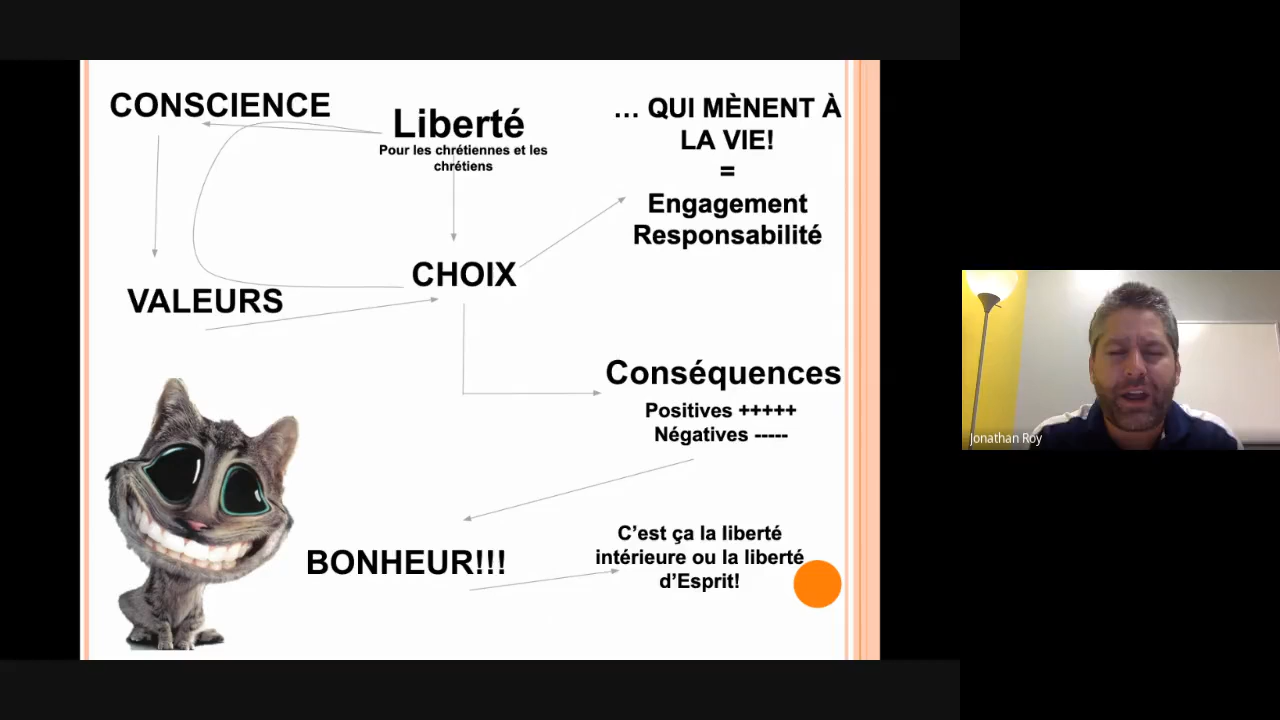 CONSCIENCE
Liberté
Pour les chrétiennes et les
chrétiens
… QUI MÈNENT À
LA VIE!
=
Engagement
Responsabilité
CHOIX
VALEURS
Conséquences
Positives +++++
Négatives -----
BONHEUR!!!
C’est ça la liberté
intérieure ou la liberté
d’Esprit!
Jonathan Roy